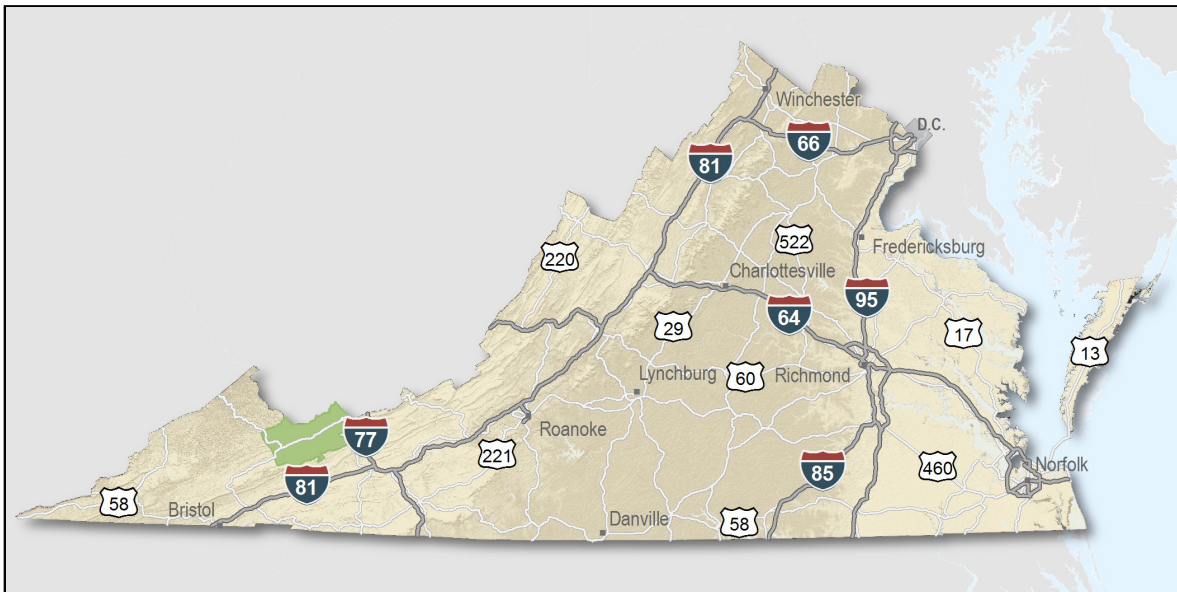 Winchester
D.C.
66
81
522
Fredericksburg
220
Charlottesville
95
64
29
17
13
Lynchburg
60
Richmond
77
Roanoke
221
85
460
Norfolk
81
58
Bristol
Danville
58